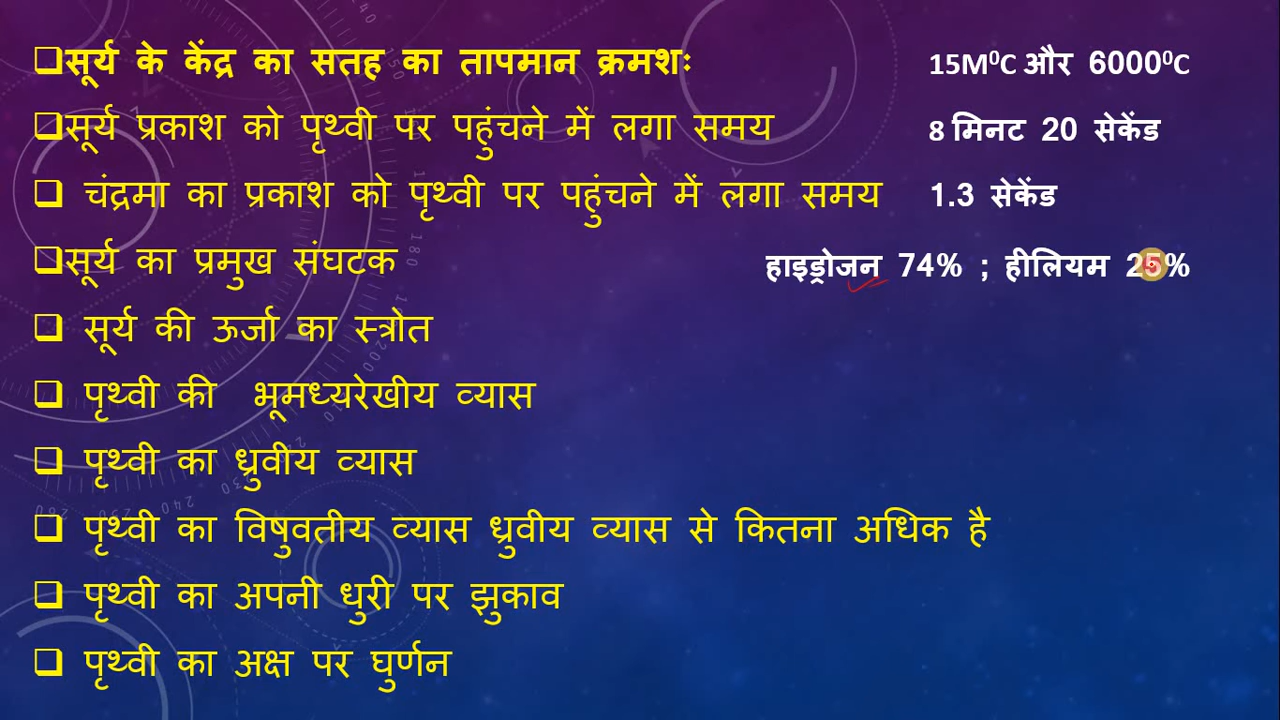 ❑सूर्य के केंद्र का सतह का तापमान क्रमशः 15M⁰C और 6000⁰C
❑सूर्य प्रकाश को पृथ्वी पर पहुंचने में लगा समय 8 मिनट 20 सेकेंड
❑ चंद्रमा का प्रकाश को पृथ्वी पर पहुंचने में लगा समय 1.3 सेकेंड
❑सूर्य का प्रमुख संघटक हाइड्रोजन 74% ; हीलियम 25%
❑ सूर्य की ऊर्जा का स्त्रोत
❑ पृथ्वी की भूमध्यरेखीय व्यास
❑ पृथ्वी का ध्रुवीय व्यास
❑ पृथ्वी का विषुवतीय व्यास ध्रुवीय व्यास से कितना अधिक है
❑ पृथ्वी का अपनी धुरी पर झुकाव
❑ पृथ्वी का अक्ष पर घुर्णन